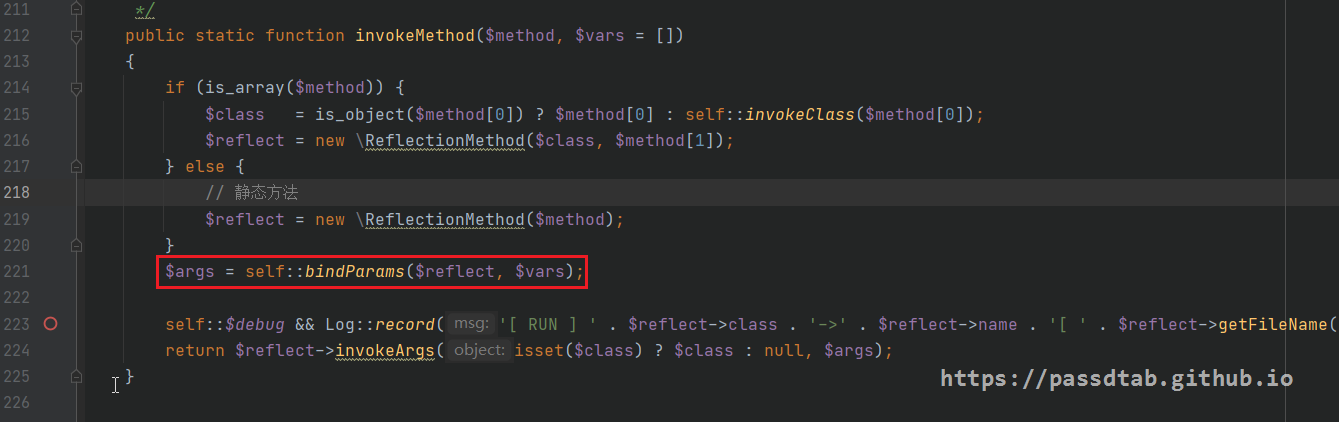 211 */
212 public static function invokeMethod($method, $vars = [])
213 {
214 if (is_array($method)) {
215 $class   = is_object($method[0]) ? $method[0] : self::invokeClass($method[0]);
216 $reflect = new \ReflectionMethod($class, $method[1]);
217 } else {
218 // 静态方法
219 $reflect = new \ReflectionMethod($method);
220 }
221 $args = self::bindParams($reflect, $vars);
222
223 self::$debug && Log::record( msg: '[ RUN ] ' . $reflect->class . '->' . $reflect->name . '[ ' . $reflect->getFileName(
224 return $reflect->invokeArgs( object: isset($class) ? $class : null, $args);
225 }
https://passdtab.github.io
226